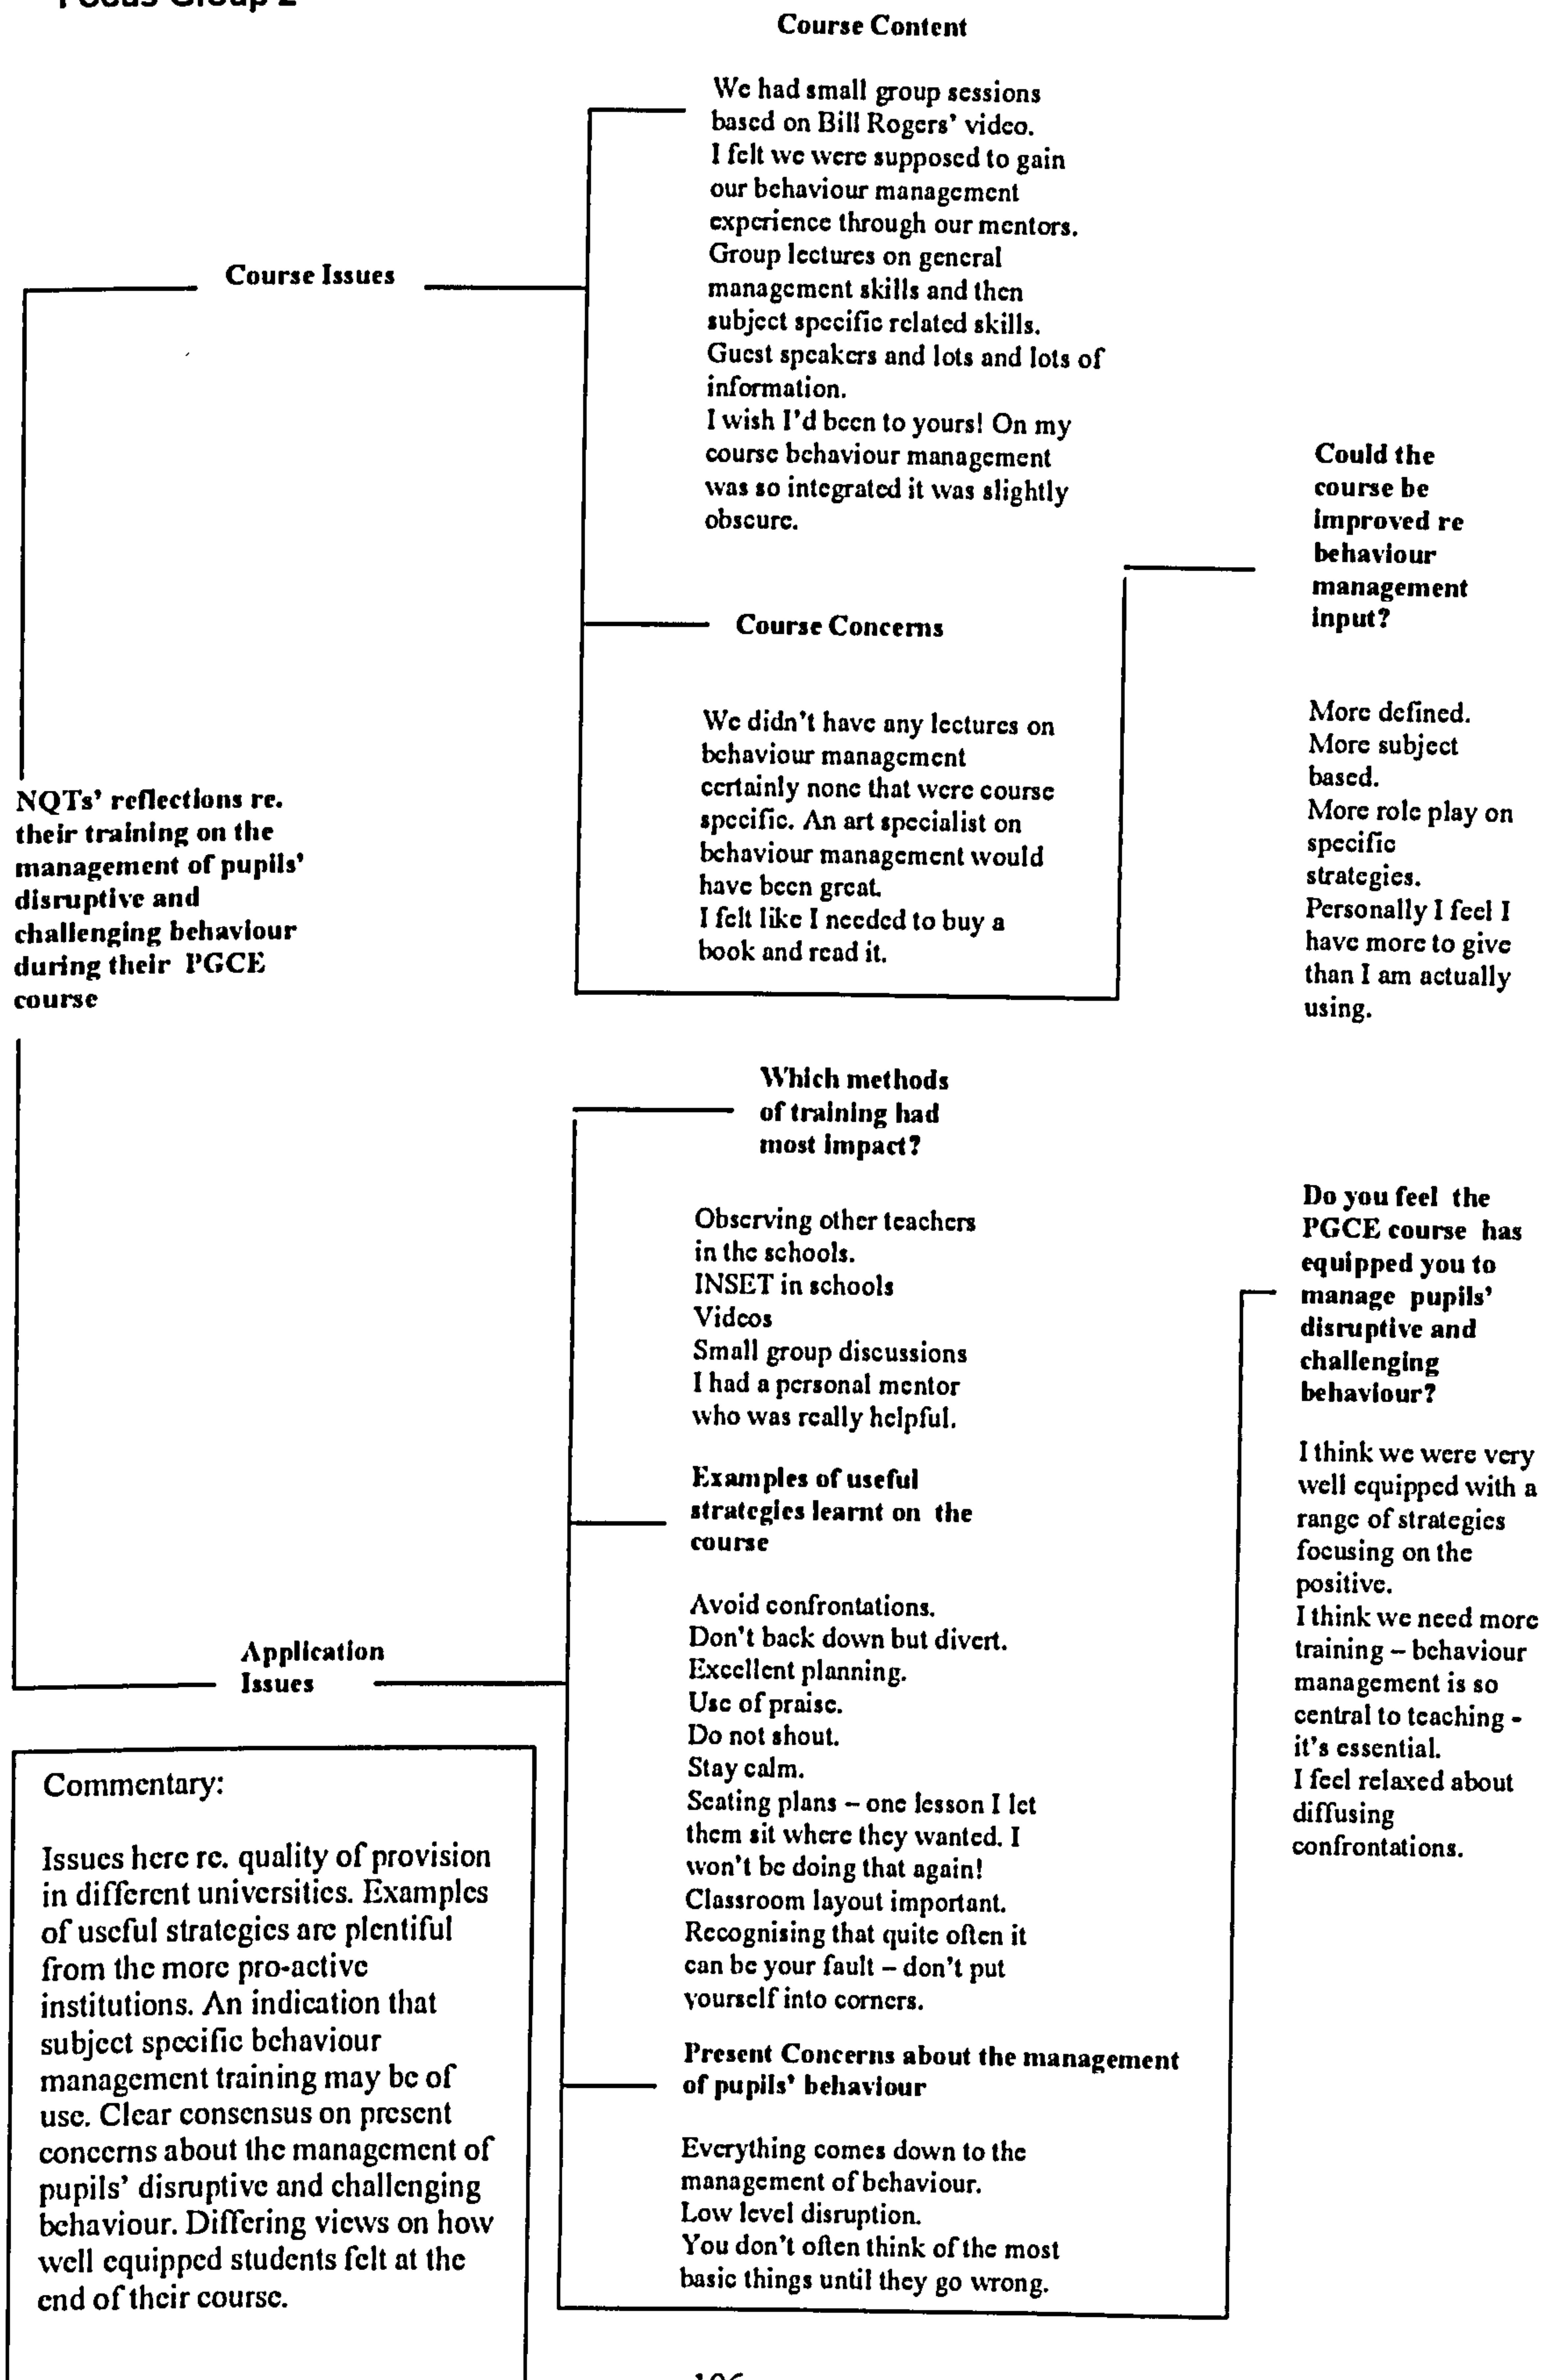 Focus Group 2
Course Content
We had small group sessions
based on Bill Rogers' video.
I felt we were supposed to gain
our behaviour management
experience through our mentors.
Group lectures on general
management skills and then
subject specific related skills.
Guest speakers and lots and lots of
information.
I wish I'd been to yours! On my
course behaviour management
was so integrated it was slightly
obscure.
Course Issues
Course Concerns
We didn't have any lectures on
behaviour management
certainly none that were course
specific. An art specialist on
behaviour management would
have been great.
I felt like I needed to buy a
book and read it.
Could the
course be
improved re
behaviour
management
input?
More defined.
More subject
based.
More role play on
specific
strategies.
Personally I feel I
have more to give
than I am actually
using.
NQTs' reflections re.
their training on the
management of pupils'
disruptive and
challenging behaviour
during their PGCE
course
Which methods
of training had
most impact?
Observing other teachers
in the schools.
INSET in schools
Videos
Small group discussions
I had a personal mentor
who was really helpful.
Examples of useful
strategies learnt on the
course
Avoid confrontations.
Don't back down but divert.
Excellent planning.
Use of praise.
Do not shout.
Stay calm.
Seating plans – one lesson I let
them sit where they wanted. I
won't be doing that again!
Classroom layout important.
Recognising that quite often it
can be your fault – don't put
yourself into corners.
Application
Issues
Present Concerns about the management
of pupils' behaviour
Everything comes down to the
management of behaviour.
Low level disruption.
You don't often think of the most
basic things until they go wrong.
Do you feel the
PGCE course has
equipped you to
manage pupils'
disruptive and
challenging
behaviour?
I think we were very
well equipped with a
range of strategies
focusing on the
positive.
I think we need more
training – behaviour
management is so
central to teaching -
it's essential.
I feel relaxed about
diffusing
confrontations.
Commentary:
Issues here re. quality of provision
in different universities. Examples
of useful strategies are plentiful
from the more pro-active
institutions. An indication that
subject specific behaviour
management training may be of
use. Clear consensus on present
concerns about the management of
pupils' disruptive and challenging
behaviour. Differing views on how
well equipped students felt at the
end of their course.